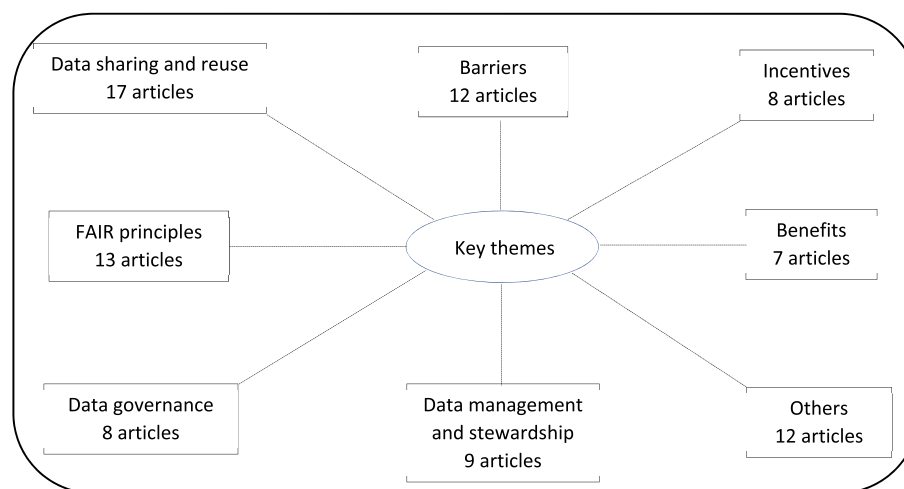 Data sharing and reuse
17 articles
Barriers
12 articles
Incentives
8 articles
FAIR principles
13 articles
Key themes
Benefits
7 articles
Data governance
8 articles
Data management
and stewardship
9 articles
Others
12 articles